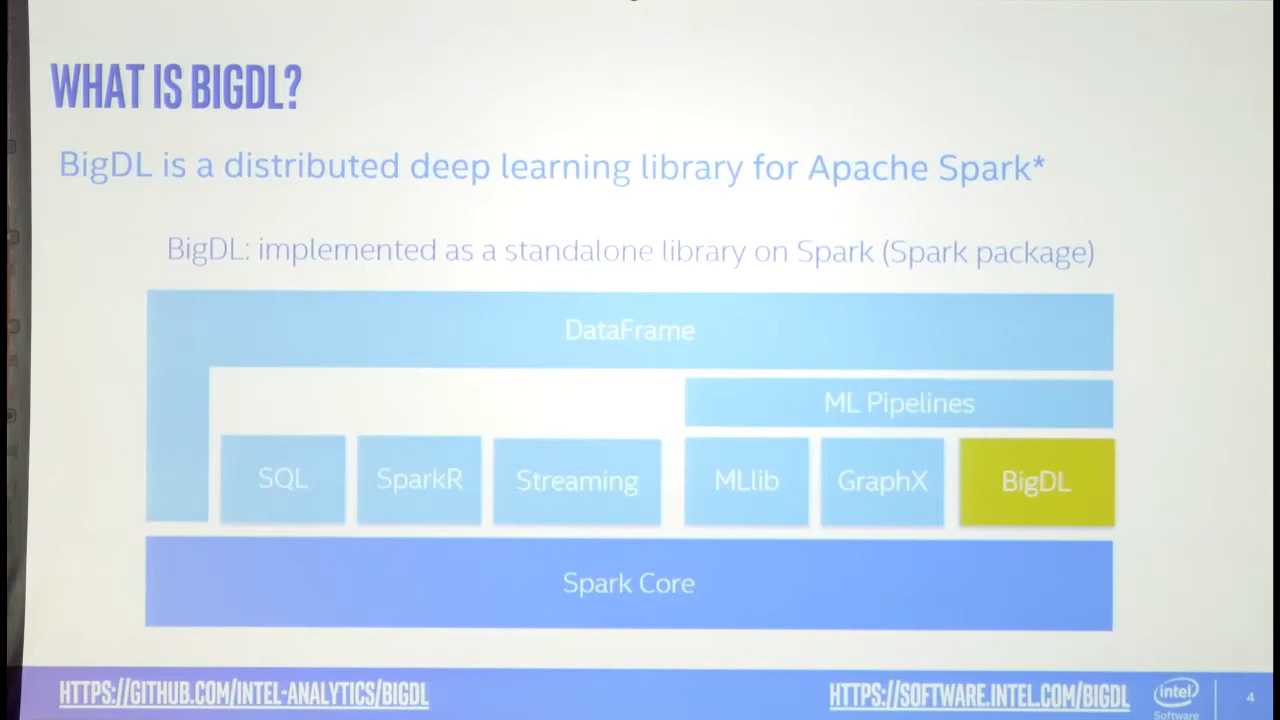 WHAT IS BIGDL?
BigDL is a distributed deep learning library for Apache Spark*
BigDL: implemented as a standalone library on Spark (Spark package)
DataFrame
ML Pipelines
SQL
SparkR
Streaming
MLlib
GraphX
BigDL
Spark Core
HTTPS://GITHUB.COM/INTEL-ANALYTICS/BIGDL
HTTPS://SOFTWARE.INTEL.COM/BIGDL
intel
Software
4